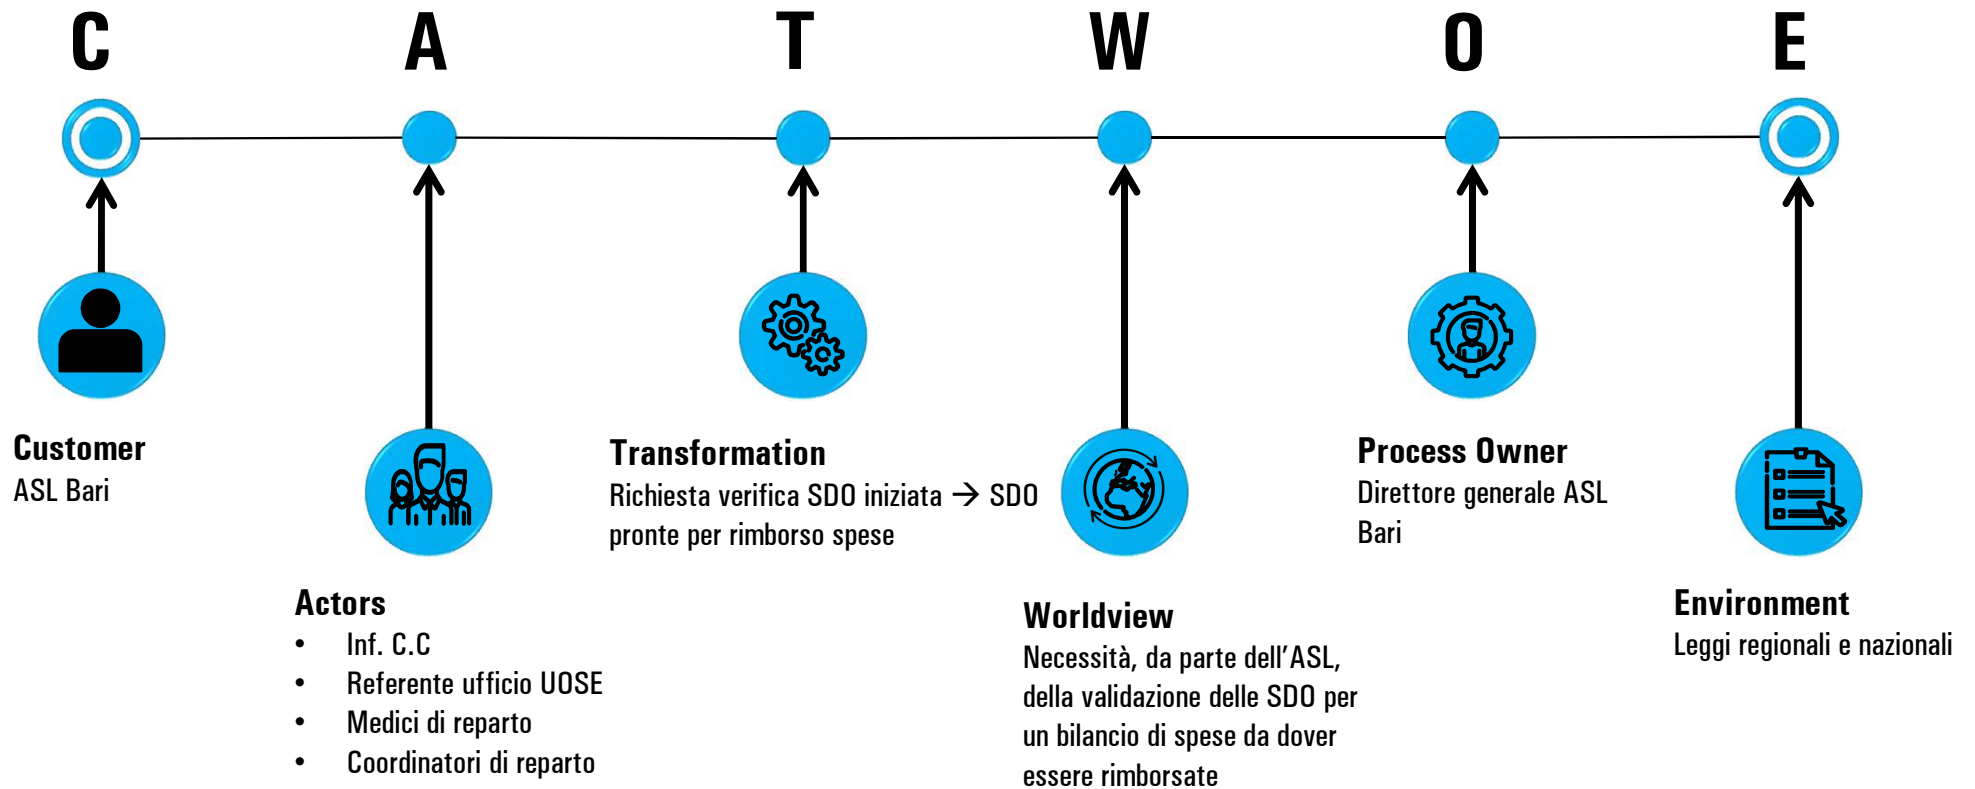 C
A
T
W
O
E
Customer
ASL Bari
Actors
• Inf. C.C
• Referente ufficio UOSE
• Medici di reparto
• Coordinatori di reparto
Transformation
Richiesta verifica SDO iniziata → SDO
pronte per rimborso spese
Worldview
Necessità, da parte dell'ASL,
della validazione delle SDO per
un bilancio di spese da dover
essere rimborsate
Process Owner
Direttore generale ASL
Bari
Environment
Leggi regionali e nazionali